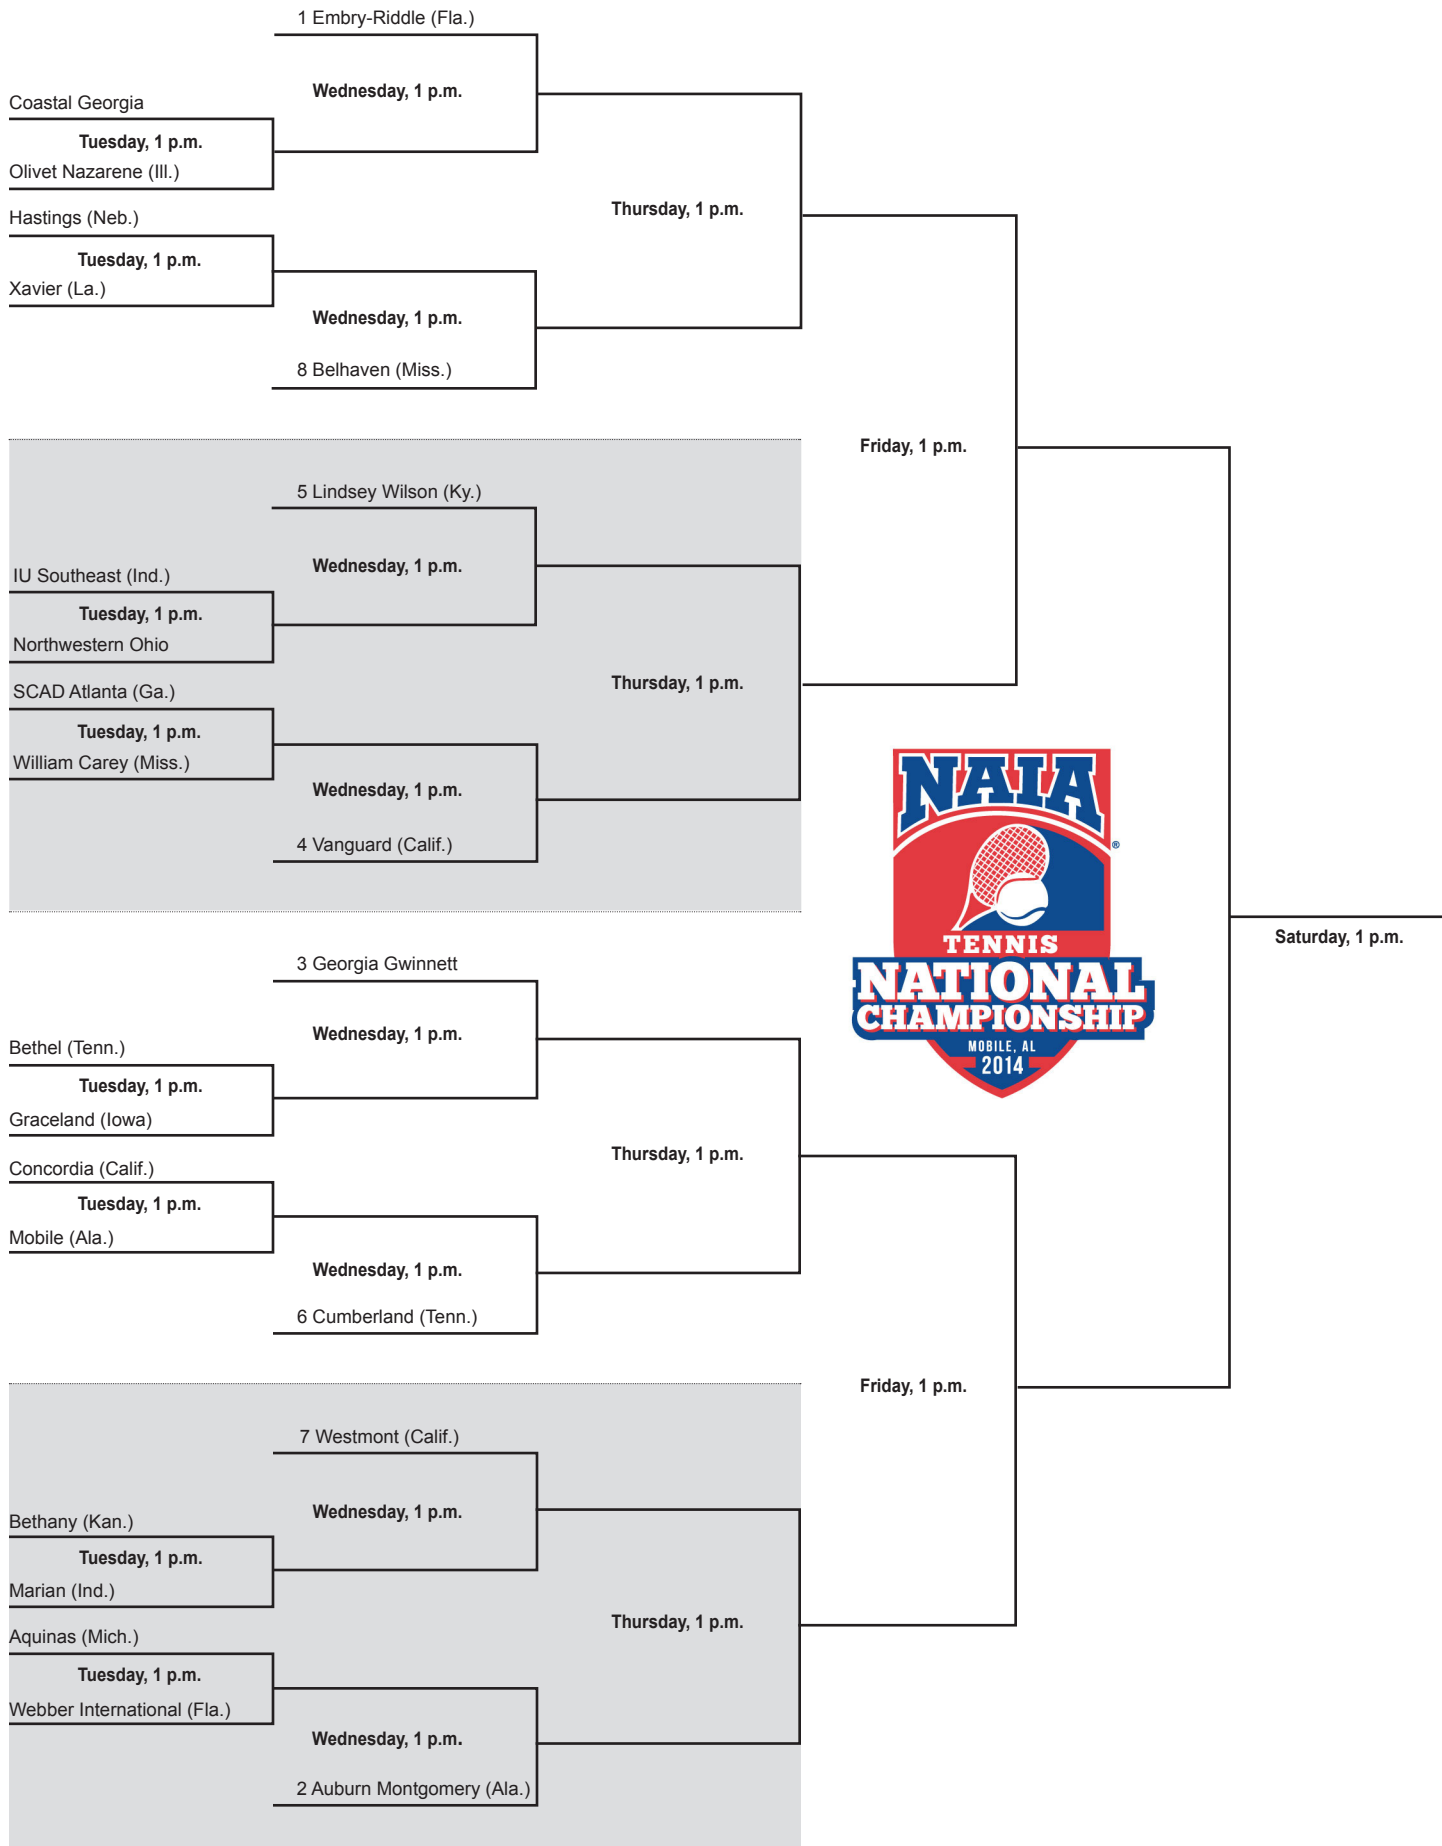 1 Embry-Riddle (Fla.)
Wednesday, 1 p.m.
Coastal Georgia
Tuesday, 1 p.m.
Olivet Nazarene (Ill.)
Thursday, 1 p.m.
Hastings (Neb.)
Tuesday, 1 p.m.
Xavier (La.)
Wednesday, 1 p.m.
8 Belhaven (Miss.)
Friday, 1 p.m.
5 Lindsey Wilson (Ky.)
Wednesday, 1 p.m.
IU Southeast (Ind.)
Tuesday, 1 p.m.
Northwestern Ohio
Thursday, 1 p.m.
SCAD Atlanta (Ga.)
Tuesday, 1 p.m.
William Carey (Miss.)
Wednesday, 1 p.m.
4 Vanguard (Calif.)
NAIA
®
TENNIS
NATIONAL
CHAMPIONSHIP
MOBILE, AL
2014
Saturday, 1 p.m.
3 Georgia Gwinnett
Wednesday, 1 p.m.
Bethel (Tenn.)
Tuesday, 1 p.m.
Graceland (Iowa)
Thursday, 1 p.m.
Concordia (Calif.)
Tuesday, 1 p.m.
Mobile (Ala.)
Wednesday, 1 p.m.
6 Cumberland (Tenn.)
Friday, 1 p.m.
7 Westmont (Calif.)
Wednesday, 1 p.m.
Bethany (Kan.)
Tuesday, 1 p.m.
Marian (Ind.)
Thursday, 1 p.m.
Aquinas (Mich.)
Tuesday, 1 p.m.
Webber International (Fla.)
Wednesday, 1 p.m.
2 Auburn Montgomery (Ala.)